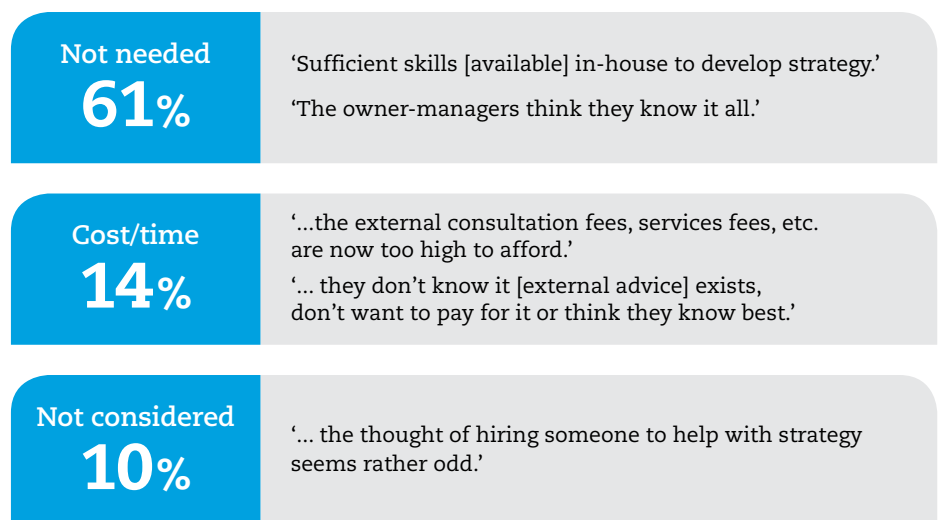 Not needed
61%
‘Sufficient skills [available] in-house to develop strategy.’
‘The owner-managers think they know it all.’
Cost/time
14%
‘...the external consultation fees, services fees, etc.
are now too high to afford.’
‘... they don’t know it [external advice] exists,
don’t want to pay for it or think they know best.’
Not considered
10%
‘... the thought of hiring someone to help with strategy
seems rather odd.’